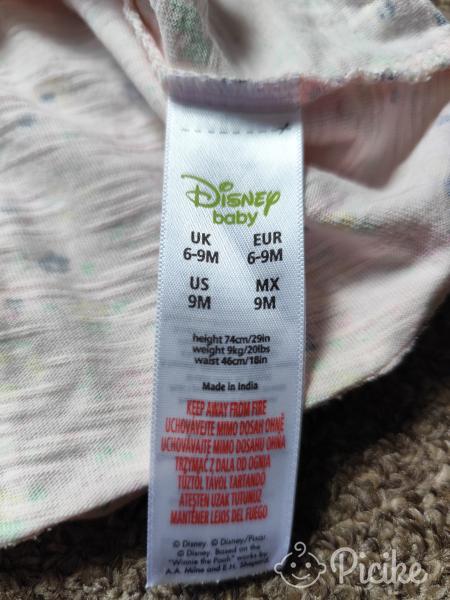 Disney
baby
UK EUR
6-9M 6-9M
US MX
9M 9M
height 74cm/29in
weight 9kg/20lbs
waist 46cm/18in
Made in India
KEEP AWAY FROM FIRE
UCHOVÁVEJTE MIMO DOSAH OHNĚ
UCHOVÁVAJTE MIMO DOSAHU OHŇA
TRZYMAĆ Z DALA OD OGNIA
TŰZTŐL TÁVOL TARTANDÓ
ATEŞTEN UZAK TUTUNUZ
MANTENER LEJOS DEL FUEGO
© Disney. © Disney/Pixar
© Disney. Based on the
"Winnie the Pooh" works by
A.A. Milne and E.H. Shepard.
Picike